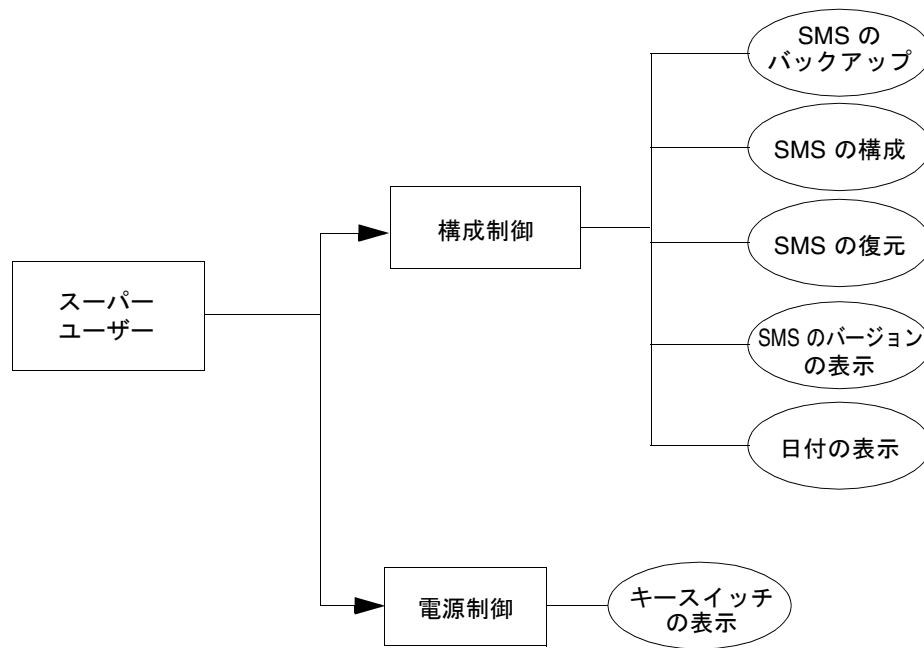 スーパー
ユーザー
構成制御
SMS の
バックアップ
SMS の構成
SMS の復元
SMS のバージョン
の表示
日付の表示
電源制御
キースイッチ
の表示